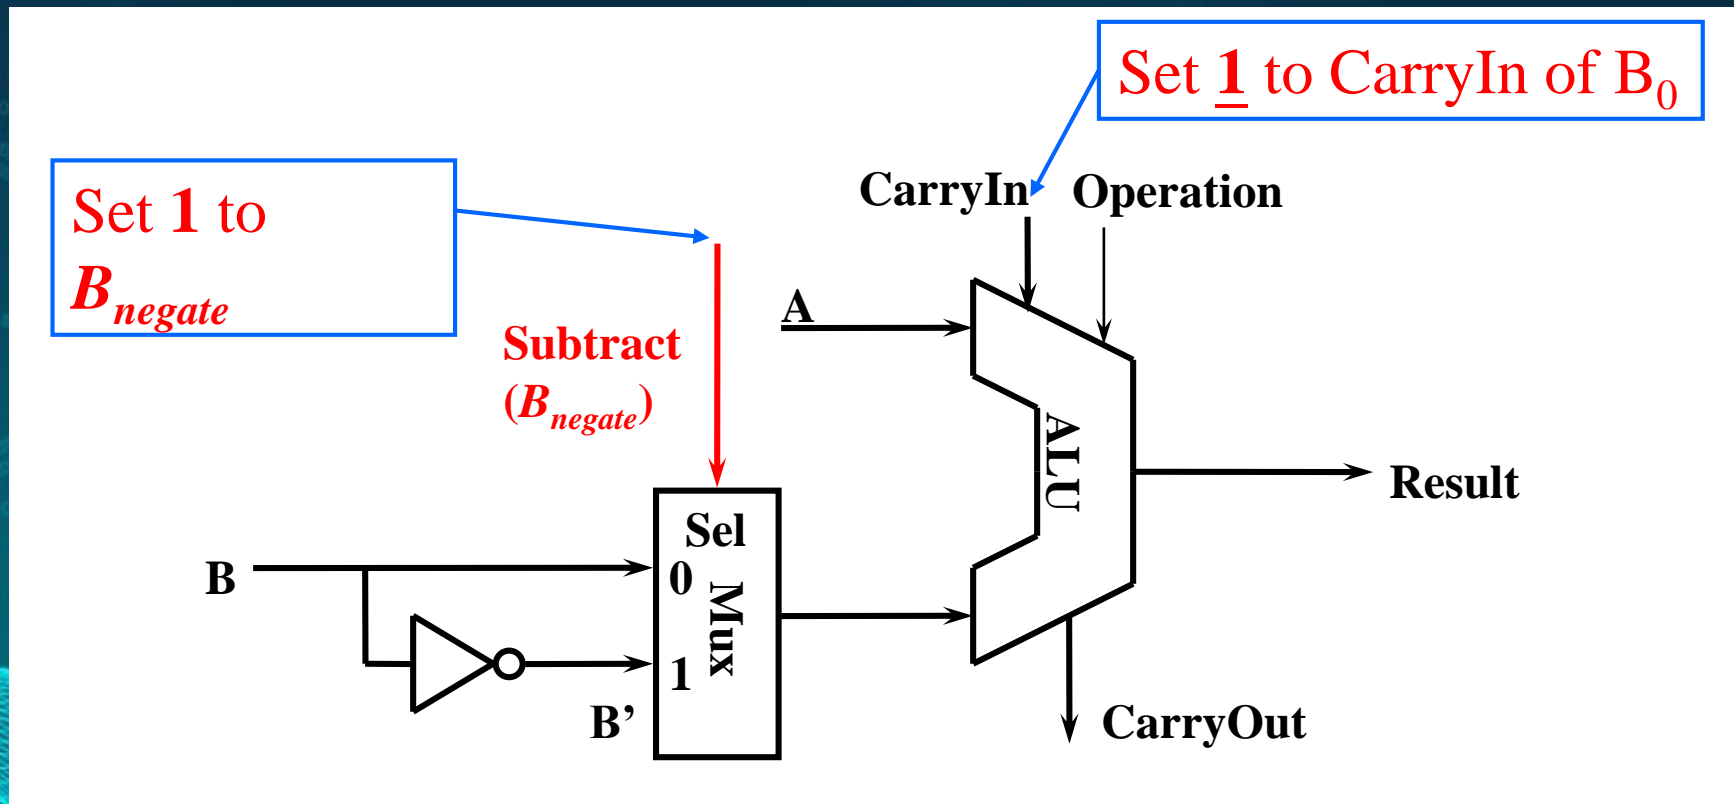 Set 1 to CarryIn of B0
Set 1 to
Bnegate
CarryIn
Operation
A
Subtract
(Bnegate)
ALU
Result
Sel
B
0
Mux
1
B’
CarryOut